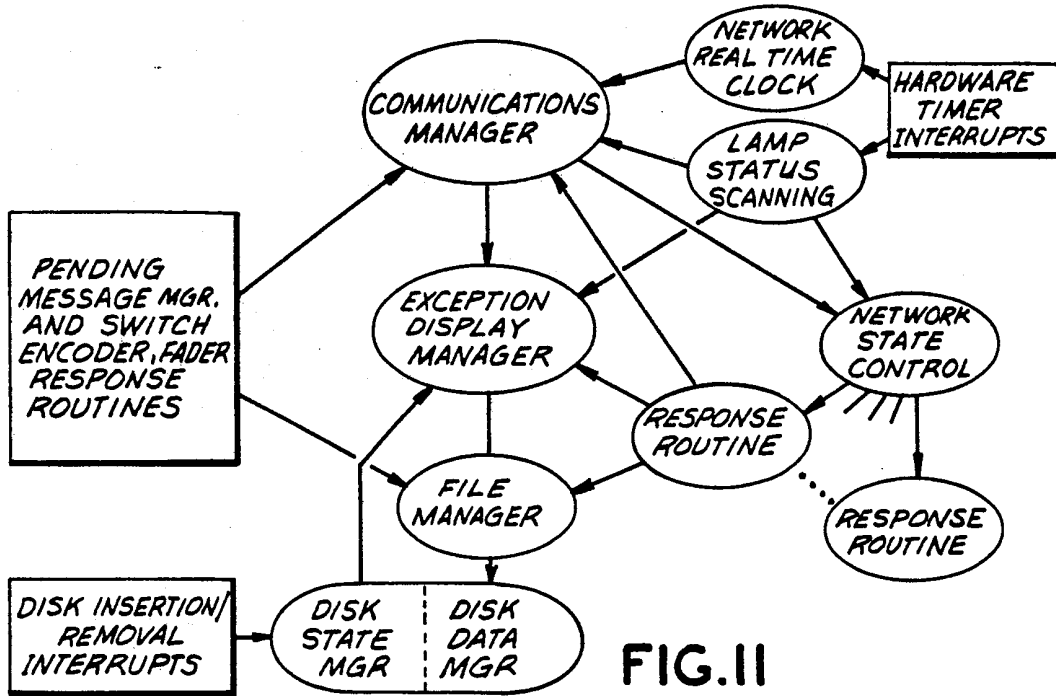 NETWORK
REAL TIME
CLOCK
HARDWARE
TIMER
INTERRUPTS
COMMUNICATIONS
MANAGER
LAMP
STATUS
SCANNING
PENDING
MESSAGE MGR.
AND SWITCH
ENCODER, FADER
RESPONSE
ROUTINES
EXCEPTION
DISPLAY
MANAGER
NETWORK
STATE
CONTROL
RESPONSE
ROUTINE
FILE
MANAGER
RESPONSE
ROUTINE
DISK INSERTION/
REMOVAL
INTERRUPTS
DISK
STATE
MGR
DISK
DATA
MGR
FIG.11